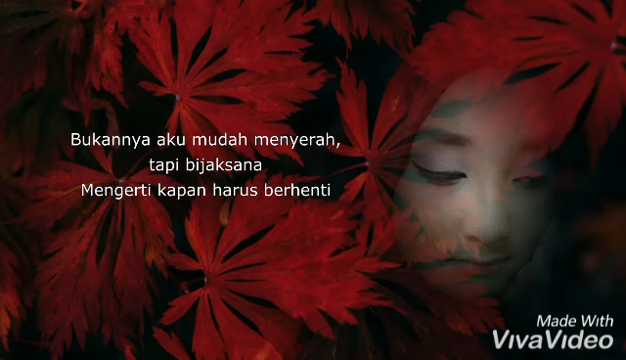 Bukannya aku mudah menyerah,
tapi bijaksana
Mengerti kapan harus berhenti
Made With
VivaVideo